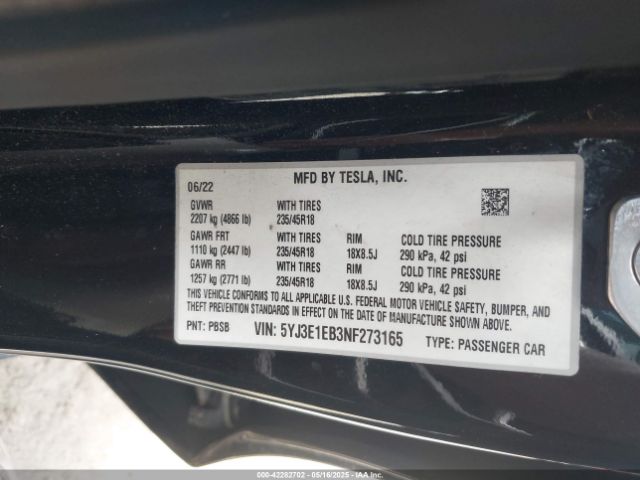 MFD BY TESLA, INC.
06/22
GVWR WITH TIRES
2207 kg (4866 lb) 235/45R18
GAWR FRT WITH TIRES RIM COLD TIRE PRESSURE
1110 kg (2447 lb) 235/45R18 18X8.5J 290 kPa, 42 psi
GAWR RR WITH TIRES RIM COLD TIRE PRESSURE
1257 kg (2771 lb) 235/45R18 18X8.5J 290 kPa, 42 psi
THIS VEHICLE CONFORMS TO ALL APPLICABLE U.S. FEDERAL MOTOR VEHICLE SAFETY, BUMPER, AND
THEFT PREVENTION STANDARDS IN EFFECT ON THE DATE OF MANUFACTURE SHOWN ABOVE.
PNT: PBSB VIN: 5YJ3E1EB3NF273165 TYPE: PASSENGER CAR
000-42282702 - 05/16/2025 - IAAI.COM